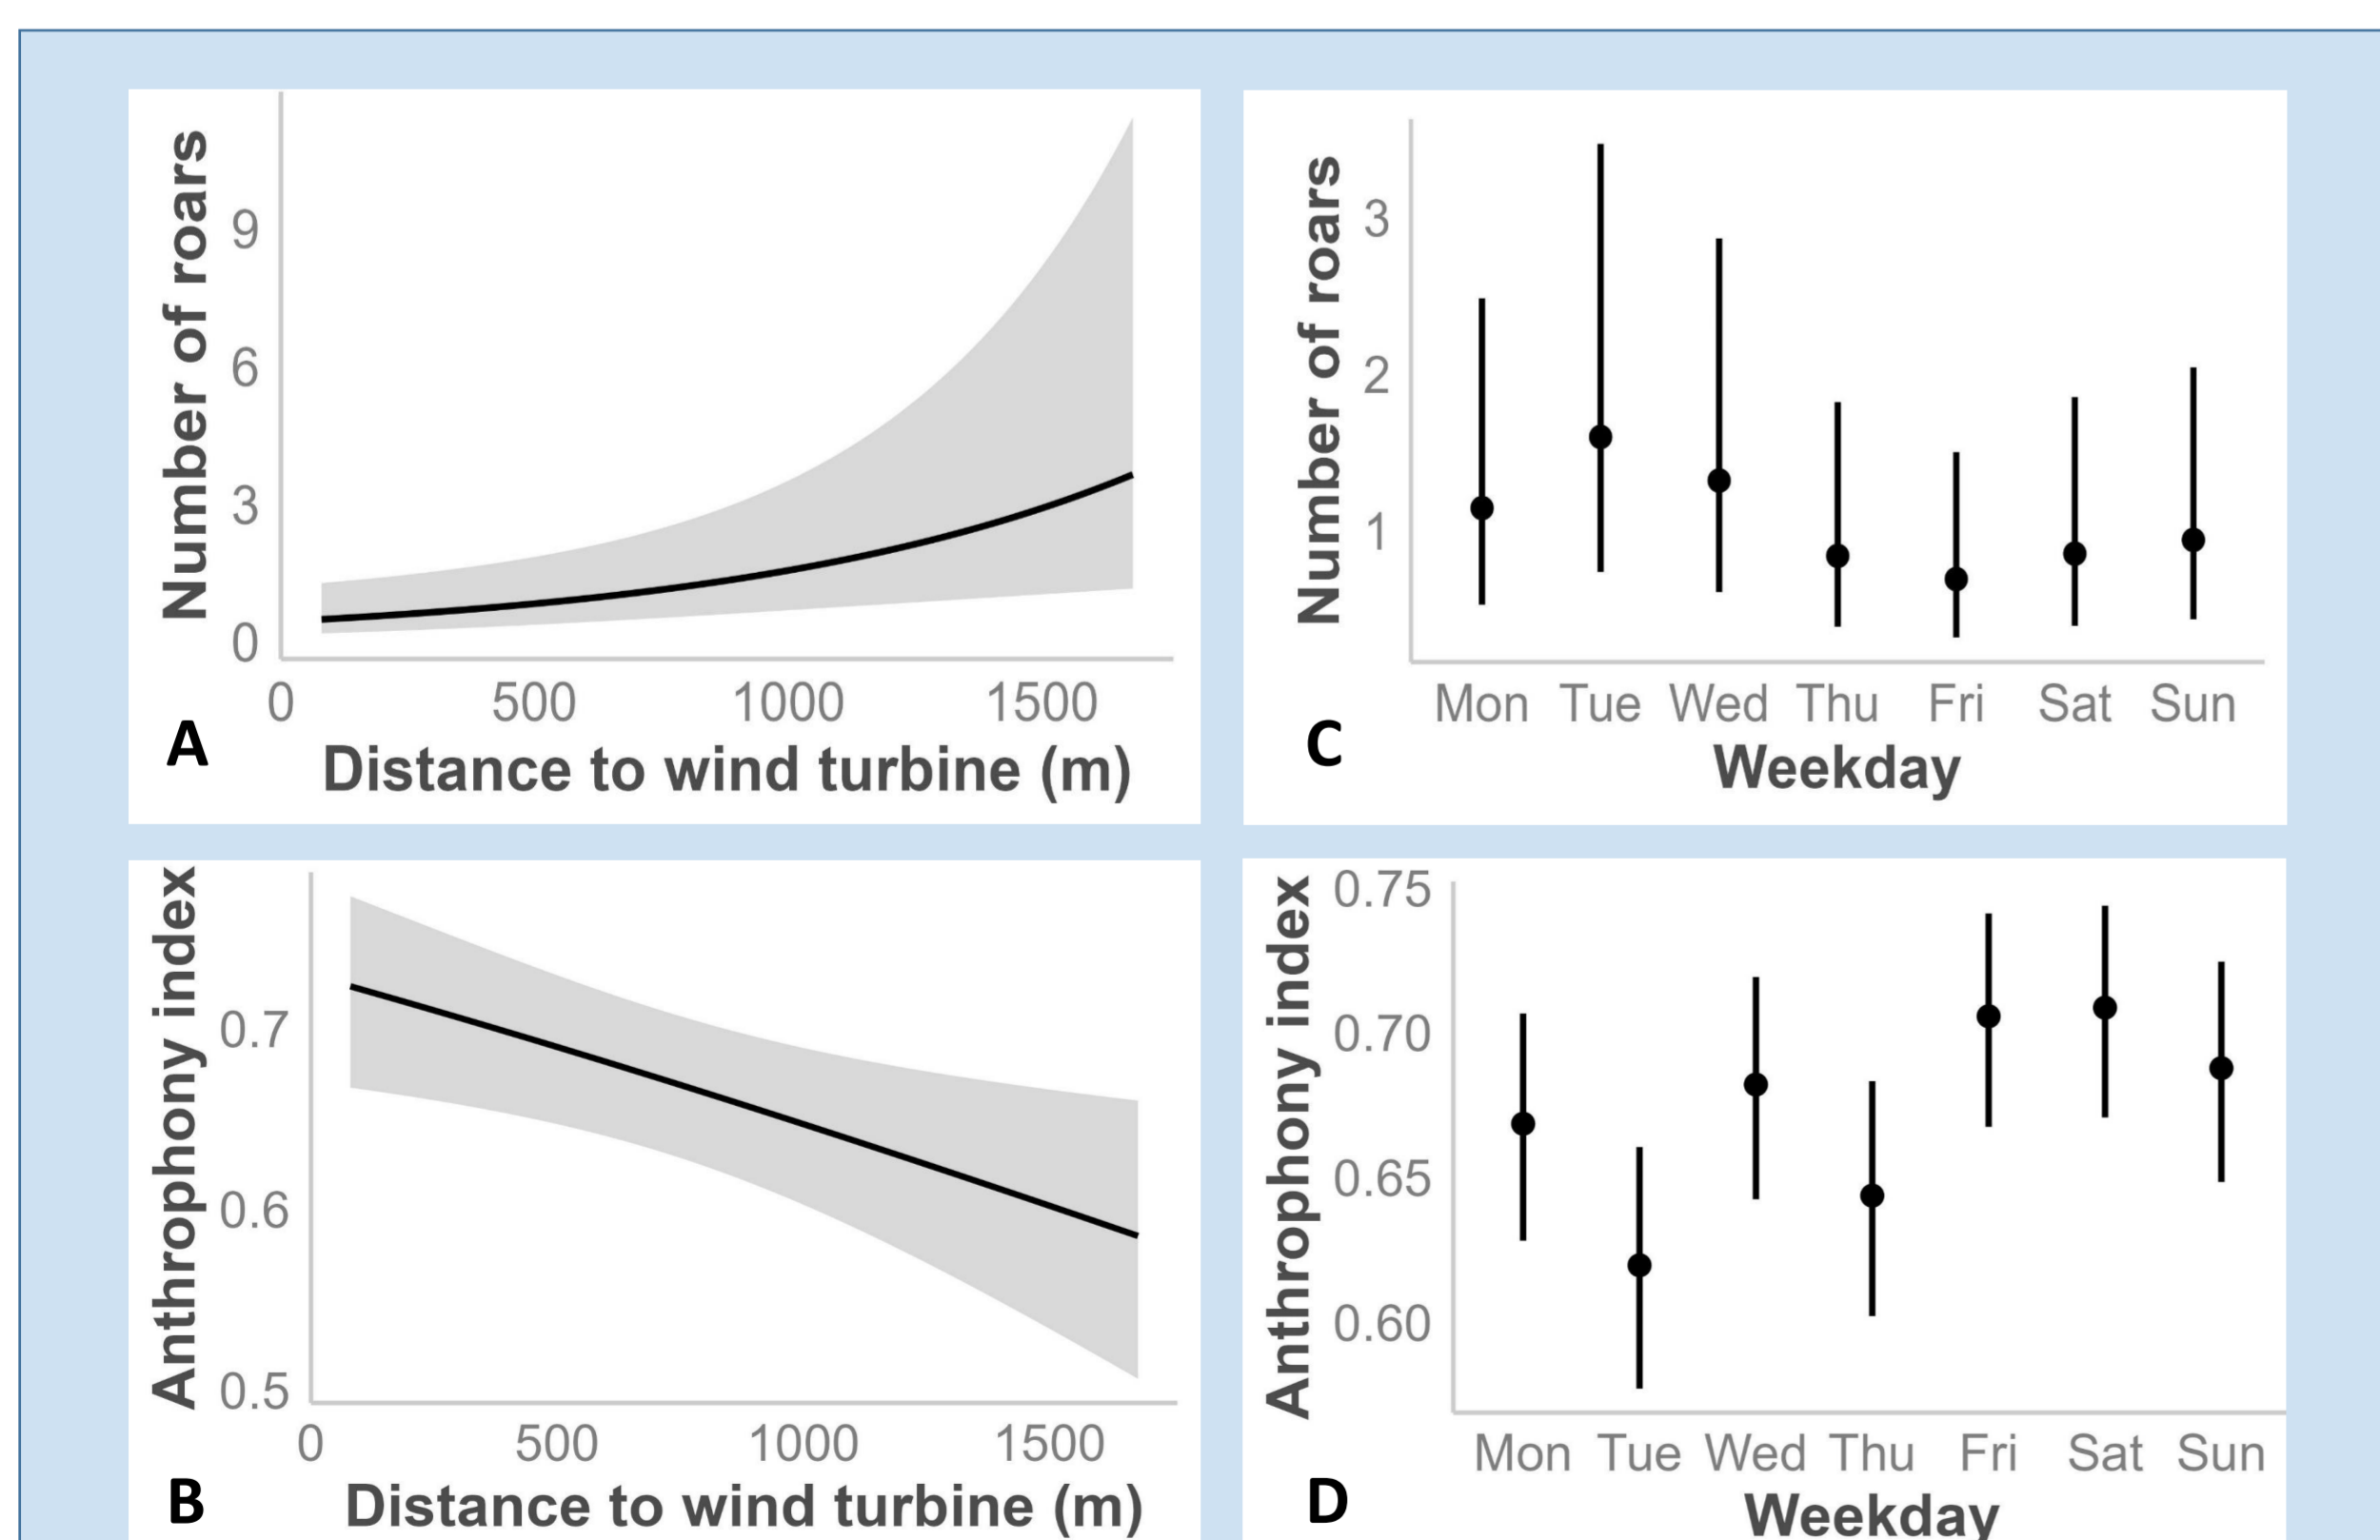 Number of roars
9
6
3
0
0 500 1000 1500
A
Distance to wind turbine (m)
Number of roars
3
2
1
Mon Tue Wed Thu Fri Sat Sun
C
Weekday
Anthrophony index
0.7
0.6
0.5
0 500 1000 1500
B
Distance to wind turbine (m)
Anthrophony index
0.75
0.70
0.65
0.60
Mon Tue Wed Thu Fri Sat Sun
D
Weekday